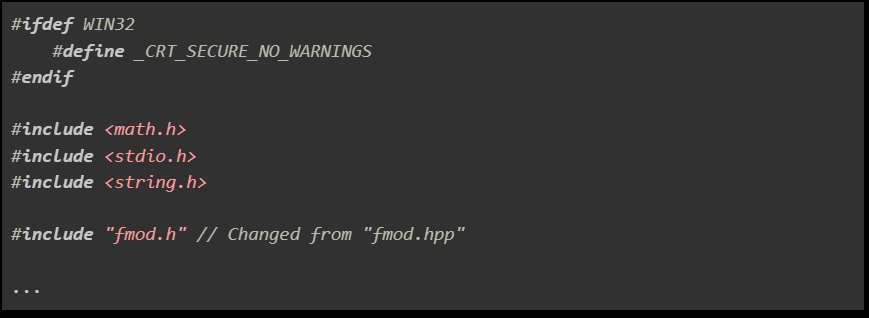 #ifdef WIN32
    #define _CRT_SECURE_NO_WARNINGS
#endif
#include <math.h>
#include <stdio.h>
#include <string.h>
#include "fmod.h" // Changed from "fmod.hpp"
...